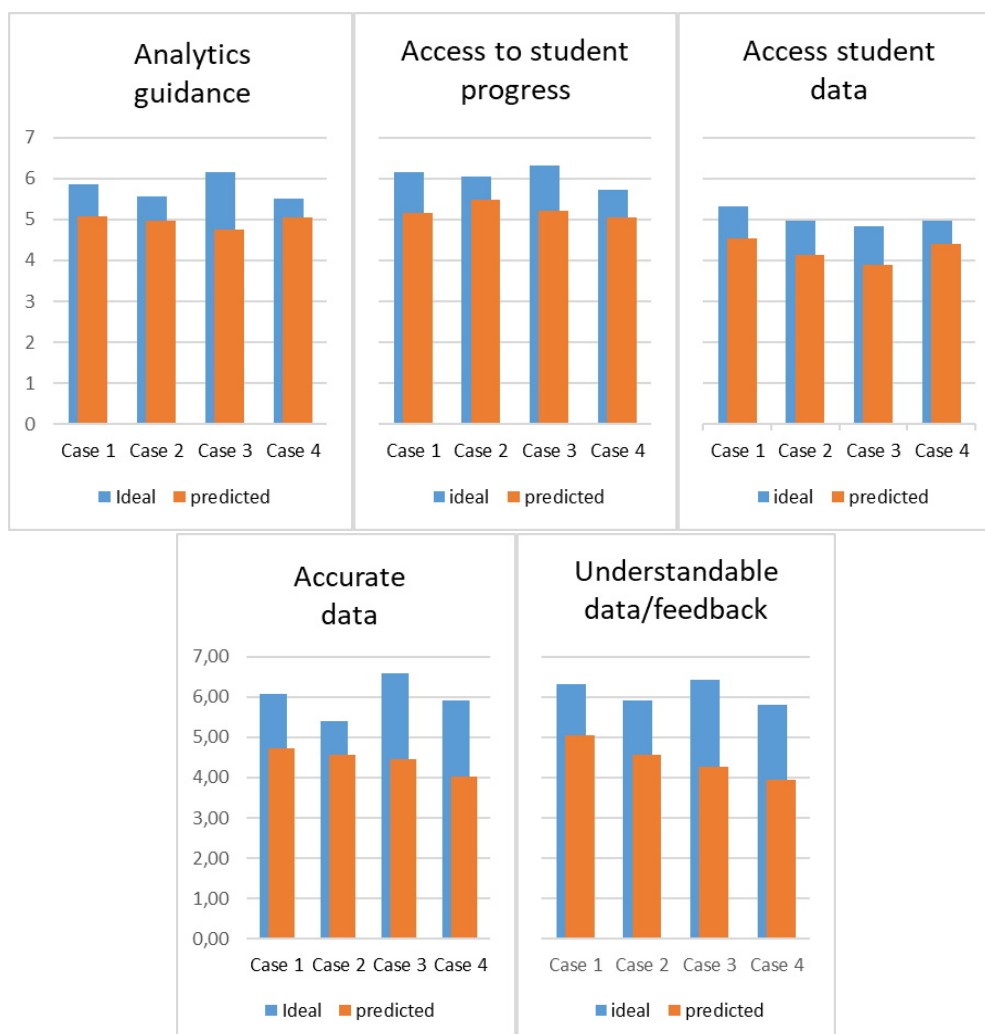 Analytics
guidance
7
6
5
4
3
2
1
0
Case 1 Case 2 Case 3 Case 4
Ideal predicted
Access to student
progress
Case 1 Case 2 Case 3 Case 4
ideal predicted
Access student
data
Case 1 Case 2 Case 3 Case 4
ideal predicted
Accurate
data
7,00
6,00
5,00
4,00
3,00
2,00
1,00
0,00
Case 1 Case 2 Case 3 Case 4
Ideal predicted
Understandable
data/feedback
Case 1 Case 2 Case 3 Case 4
ideal predicted